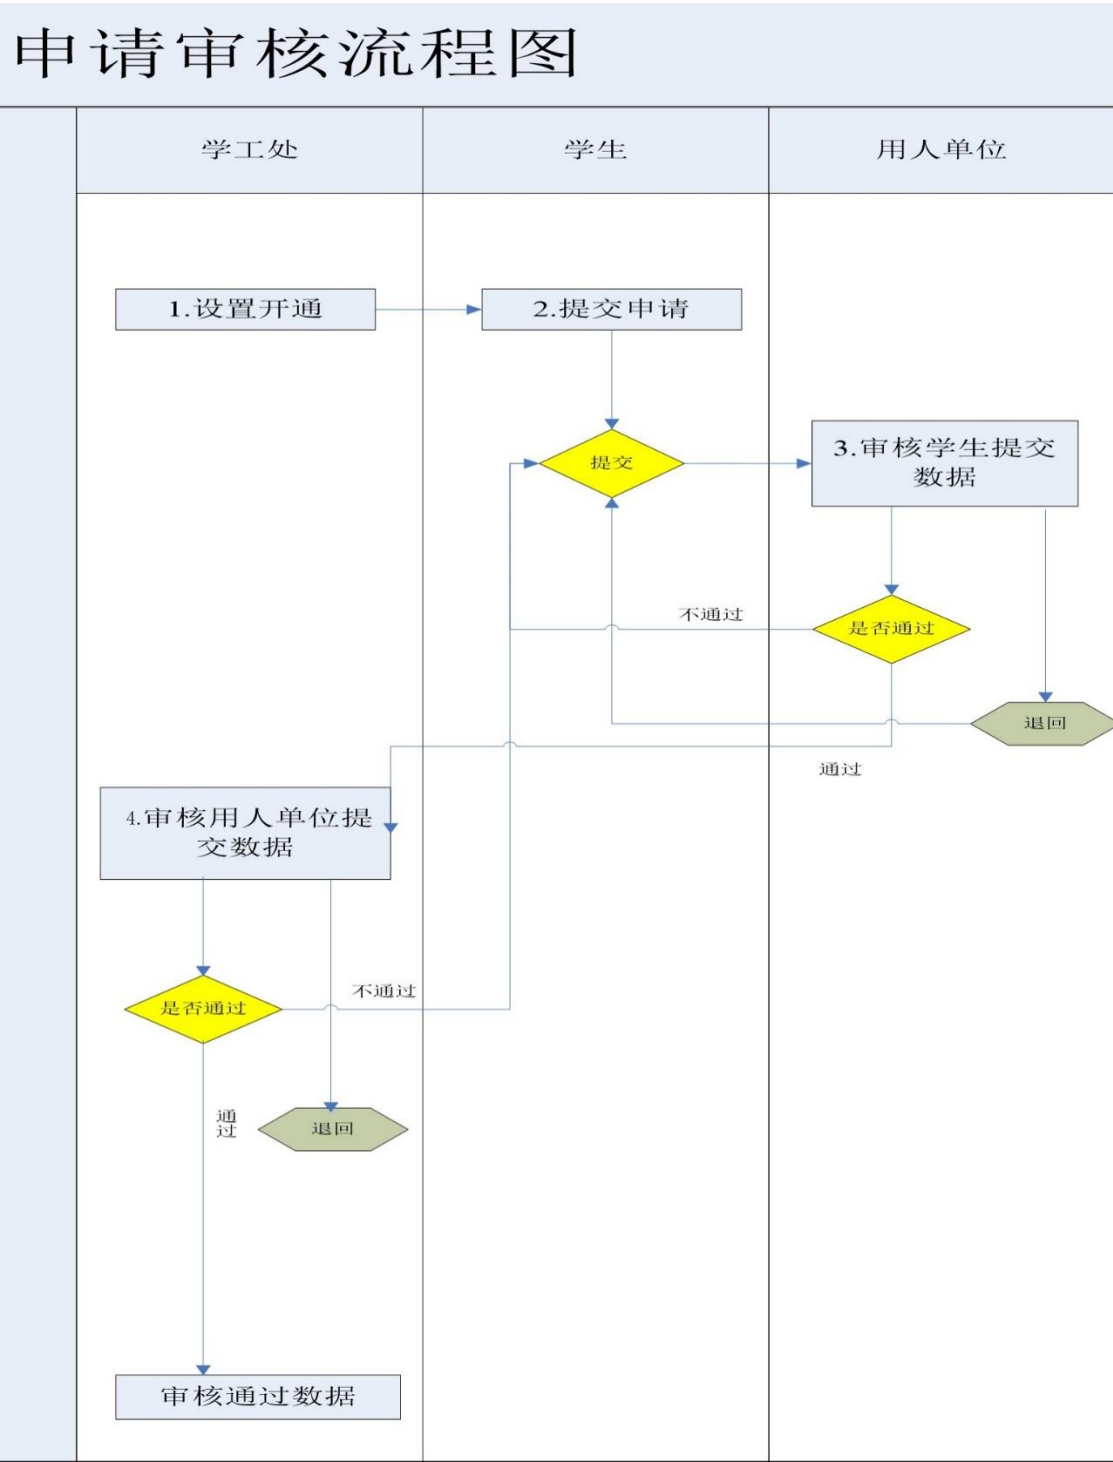 申请审核流程图
学工处
学生
用人单位
1.设置开通
2.提交申请
提交
3.审核学生提交
数据
不通过
是否通过
退回
通过
4.审核用人单位提
交数据
不通过
是否通过
通
过
退回
审核通过数据